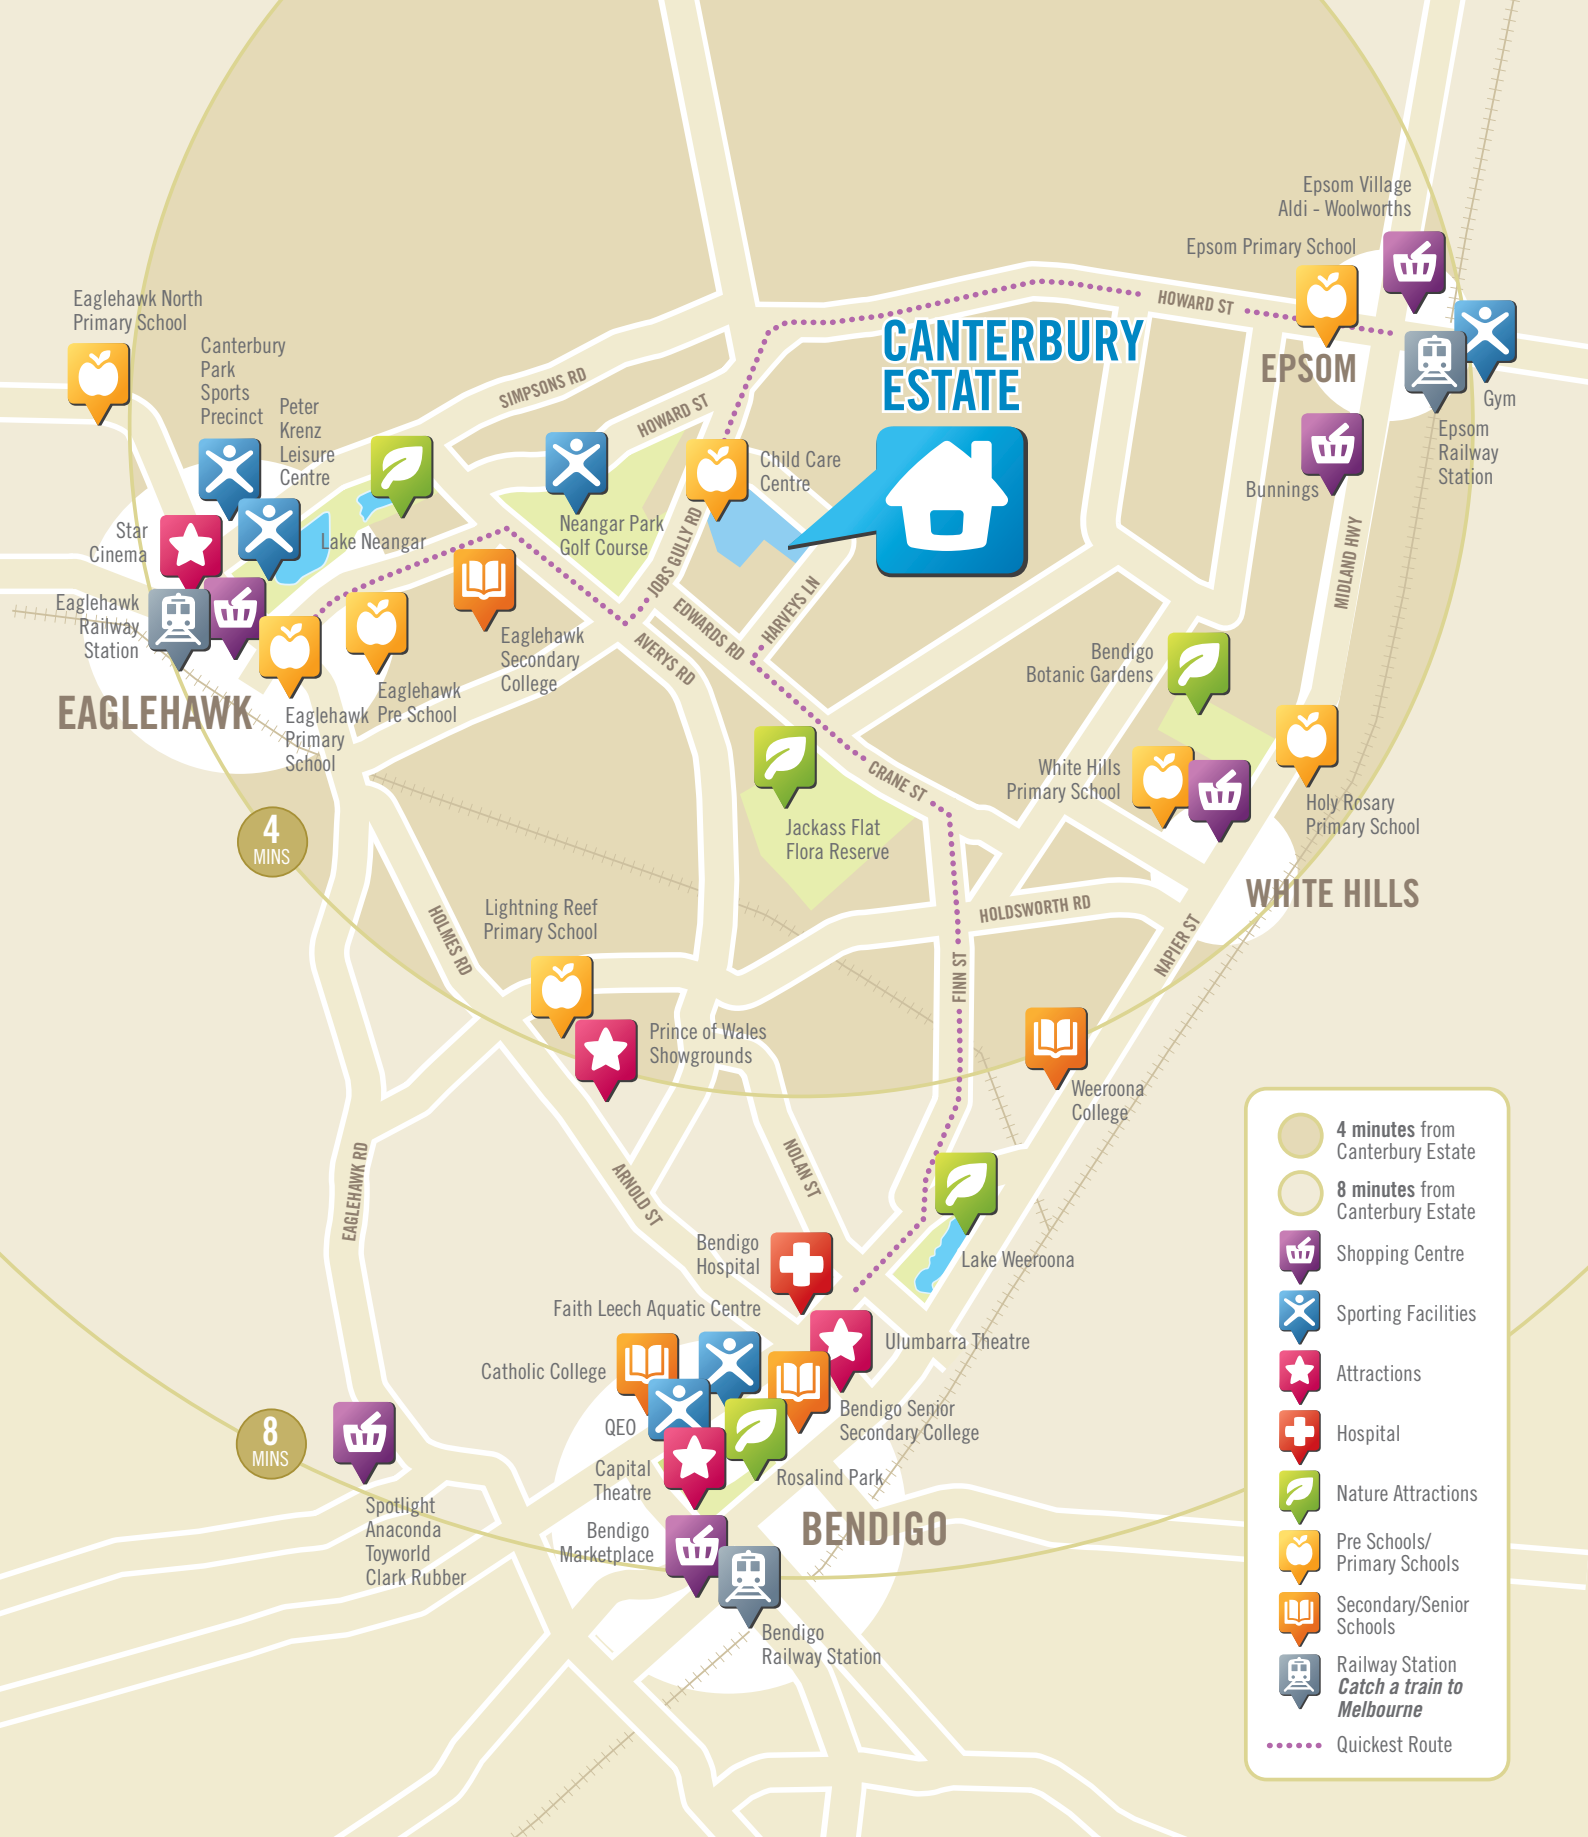 Epsom Village
Aldi - Woolworths
Epsom Primary School
HOWARD ST
EPSOM
Gym
Epsom
Railway
Station
Bunnings
MIDLAND HWY
Eaglehawk North
Primary School
Canterbury
Park
Sports
Precinct
Peter
Krenz
Leisure
Centre
SIMPSONS RD
HOWARD ST
CANTERBURY
ESTATE
Child Care
Centre
Neangar Park
Golf Course
JOBS GULLY RD
Star
Cinema
Lake Neangar
Eaglehawk
Railway
Station
EAGLEHAWK
Eaglehawk
Primary
School
Eaglehawk
Pre School
Eaglehawk
Secondary
College
EDWARDS RD
HARVEYS LN
AVERYS RD
Bendigo
Botanic Gardens
White Hills
Primary School
Holy Rosary
Primary School
WHITE HILLS
CRANE ST
Jackass Flat
Flora Reserve
4
MINS
HOLMES RD
Lightning Reef
Primary School
HOLDSWORTH RD
NAPIER ST
FINN ST
Prince of Wales
Showgrounds
Weeroona
College
EAGLEHAWK RD
ARNOLD ST
NOLAN ST
Bendigo
Hospital
Lake Weeroona
Faith Leech Aquatic Centre
Ulumbarra Theatre
Catholic College
QEO
Bendigo Senior
Secondary College
Capital
Theatre
Rosalind Park
8
MINS
Spotlight
Anaconda
Toyworld
Clark Rubber
Bendigo
Marketplace
BENDIGO
Bendigo
Railway Station
4 minutes from
Canterbury Estate
8 minutes from
Canterbury Estate
Shopping Centre
Sporting Facilities
Attractions
Hospital
Nature Attractions
Pre Schools/
Primary Schools
Secondary/Senior
Schools
Railway Station
Catch a train to
Melbourne
Quickest Route